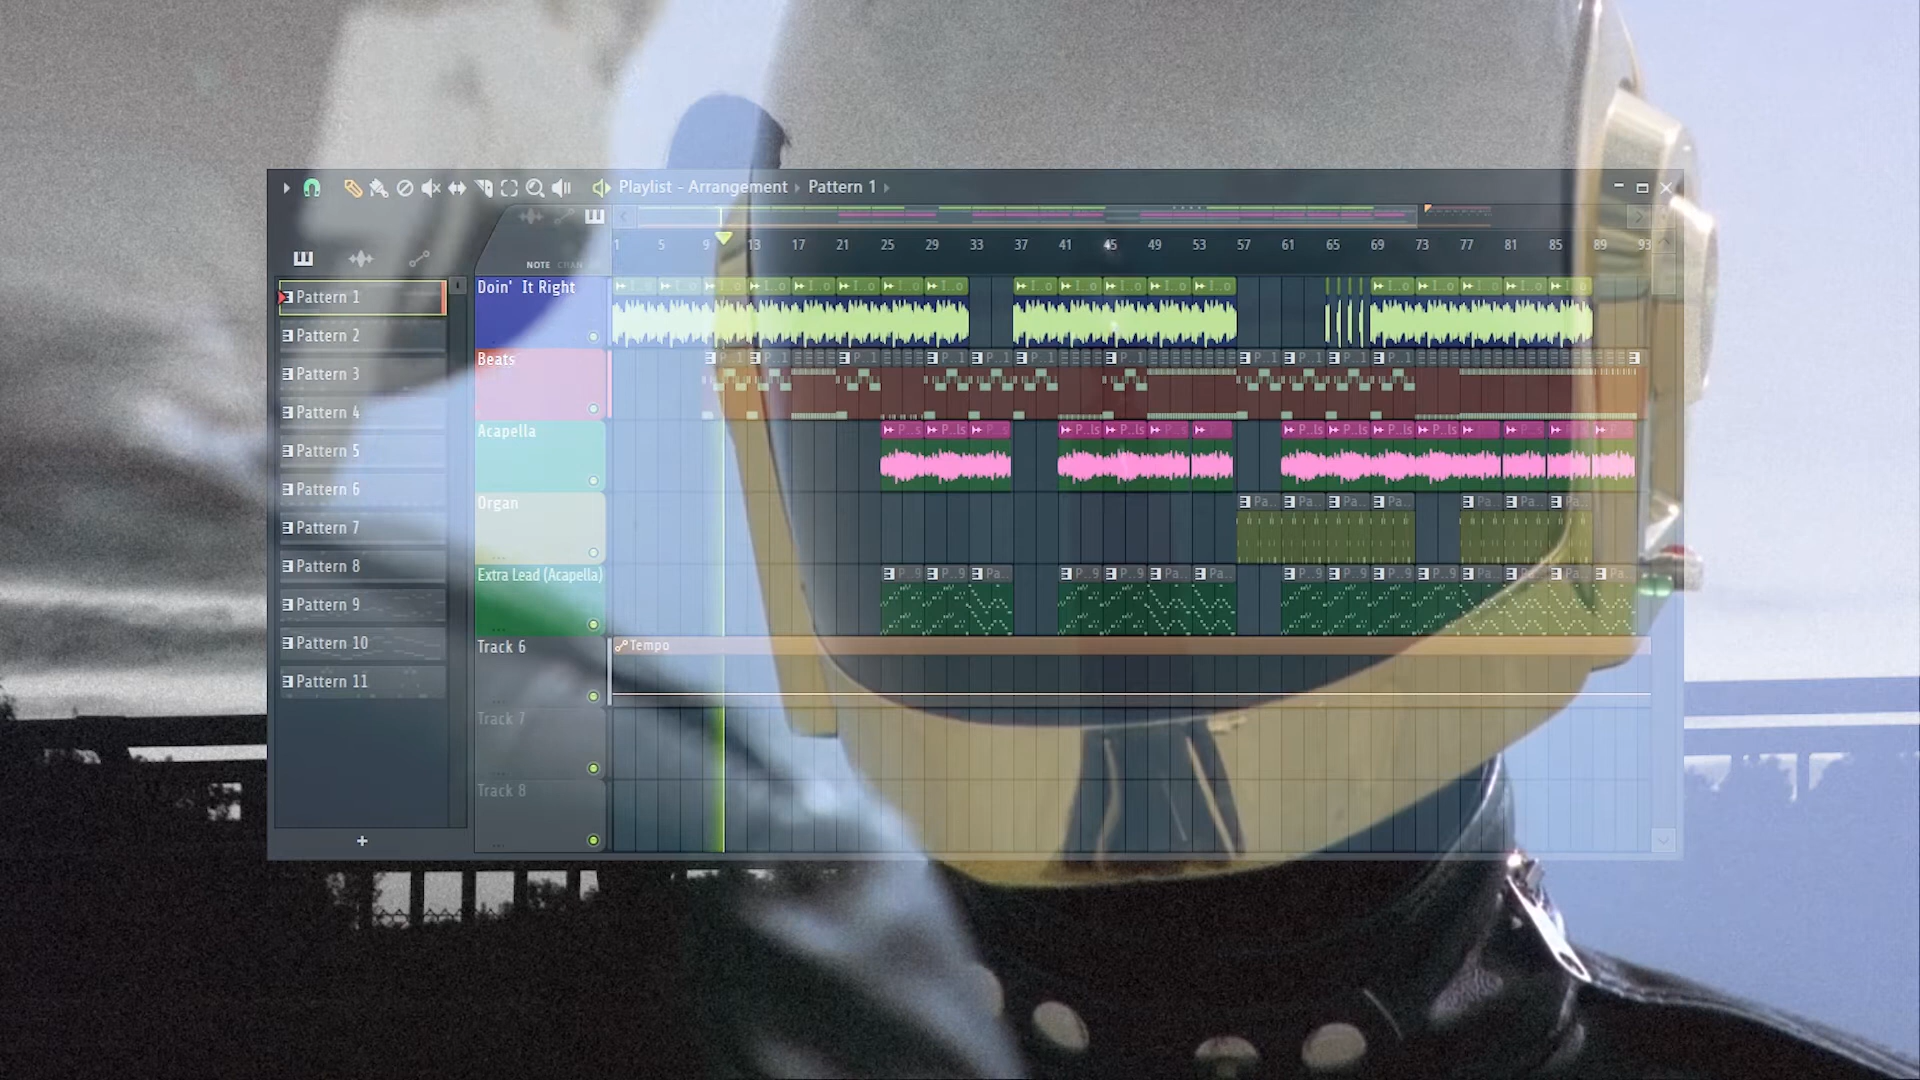 Playlist - Arrangement › Pattern 1 ›
1 5 9 13 17 21 25 29 33 37 41 45 49 53 57 61 65 69 73 77 81 85 89 93
NOTE CHAN
Pattern 1
Pattern 2
Pattern 3
Pattern 4
Pattern 5
Pattern 6
Pattern 7
Pattern 8
Pattern 9
Pattern 10
Pattern 11
Doin' It Right
Beats
Acapella
Organ
Extra Lead (Acapella)
Track 6
Tempo
Track 7
Track 8